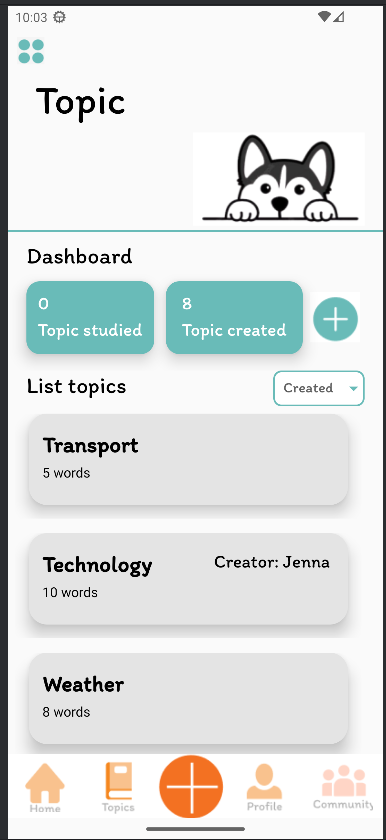 10:03
Topic
Dashboard
0
Topic studied
8
Topic created
List topics
Created
Transport
5 words
Technology
Creator: Jenna
10 words
Weather
8 words
Home
Topics
Profile
Community